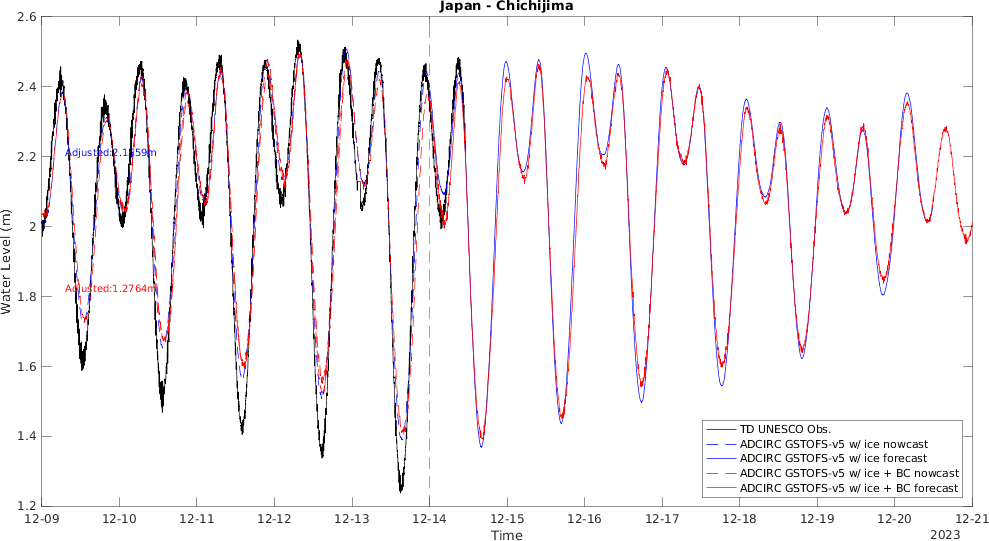 Japan - Chichijima
2.6
2.4
2.2
2
1.8
1.6
1.4
1.2
Water Level (m)
Adjusted:2.1559m
Adjusted:1.2764m
TD UNESCO Obs.
ADCIRC GSTOFS-v5 w/ ice nowcast
ADCIRC GSTOFS-v5 w/ ice forecast
ADCIRC GSTOFS-v5 w/ ice + BC nowcast
ADCIRC GSTOFS-v5 w/ ice + BC forecast
12-09 12-10 12-11 12-12 12-13 12-14 12-15 12-16 12-17 12-18 12-19 12-20 12-21
Time
2023